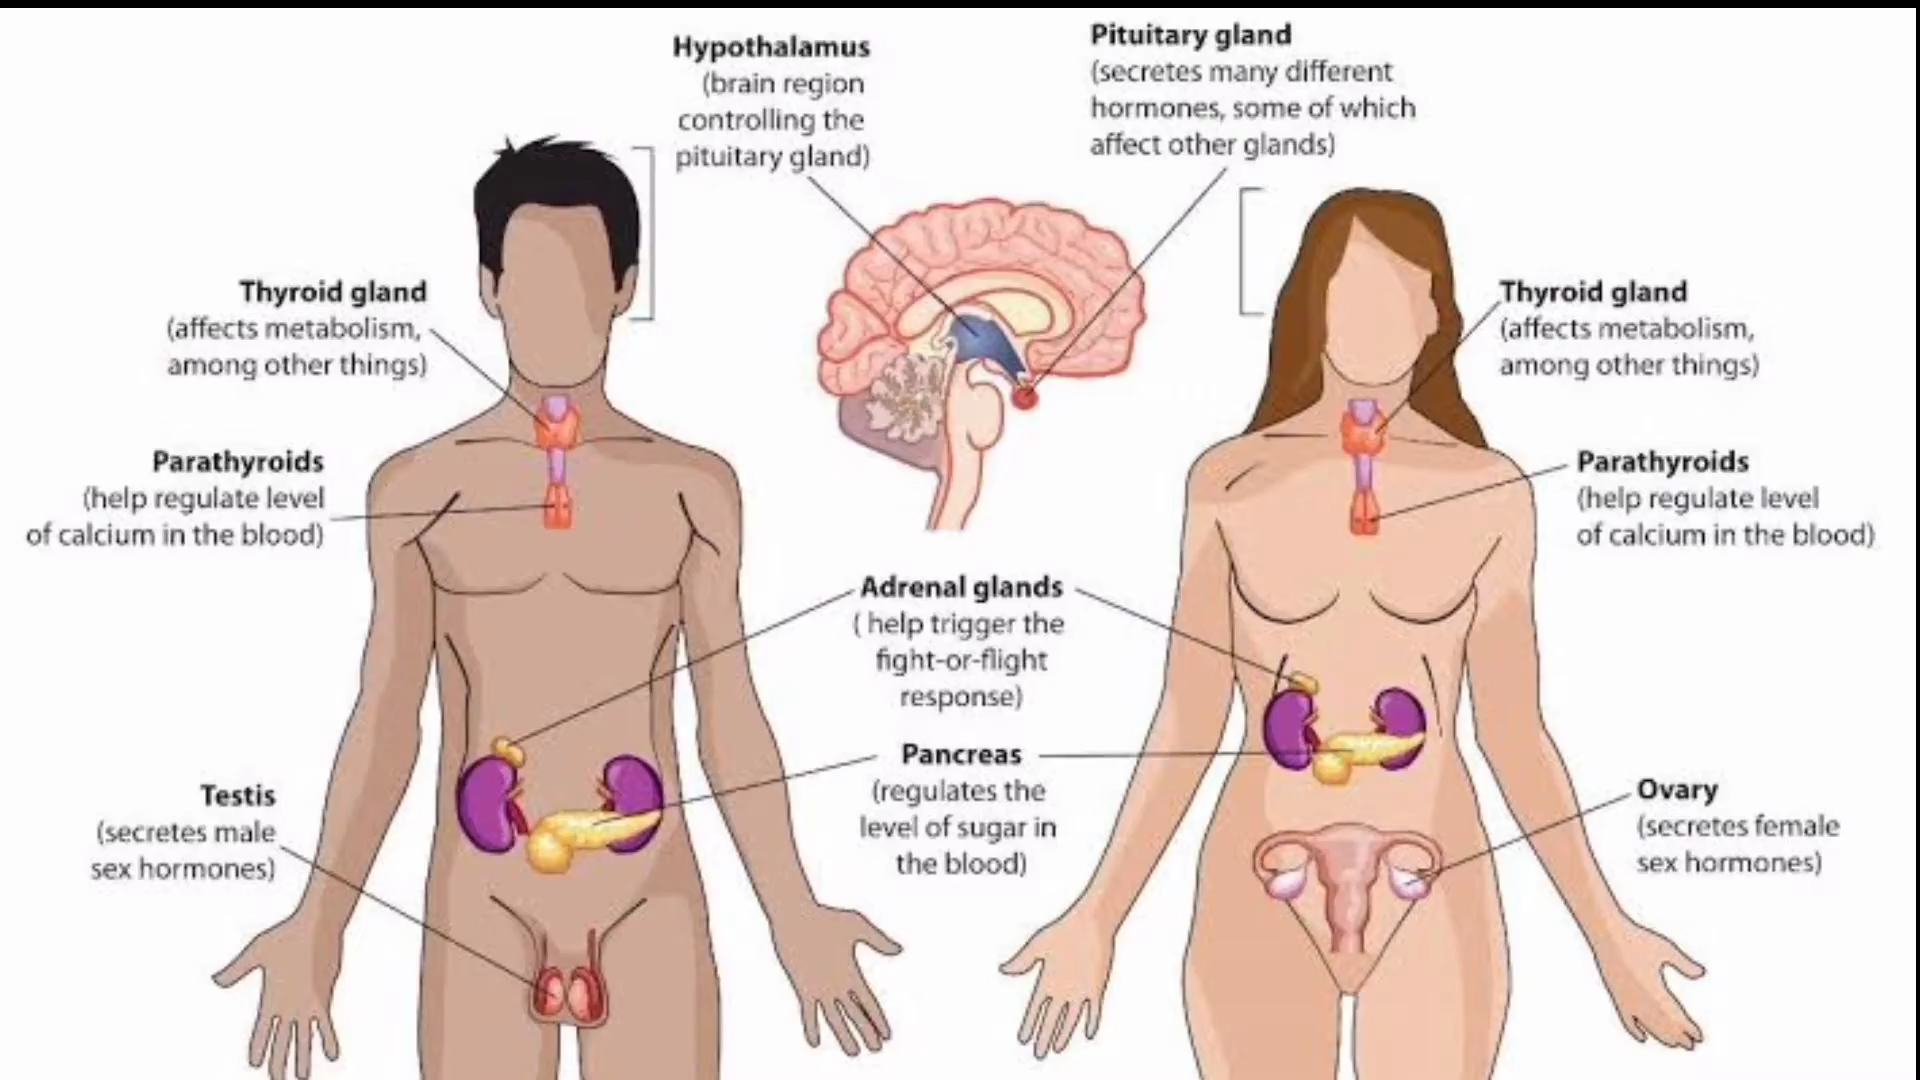 Hypothalamus
(brain region
controlling the
pituitary gland)
Pituitary gland
(secretes many different
hormones, some of which
affect other glands)
Thyroid gland
(affects metabolism,
among other things)
Thyroid gland
(affects metabolism,
among other things)
Parathyroids
(help regulate level
of calcium in the blood)
Parathyroids
(help regulate level
of calcium in the blood)
Adrenal glands
( help trigger the
fight-or-flight
response)
Pancreas
(regulates the
level of sugar in
the blood)
Testis
(secretes male
sex hormones)
Ovary
(secretes female
sex hormones)